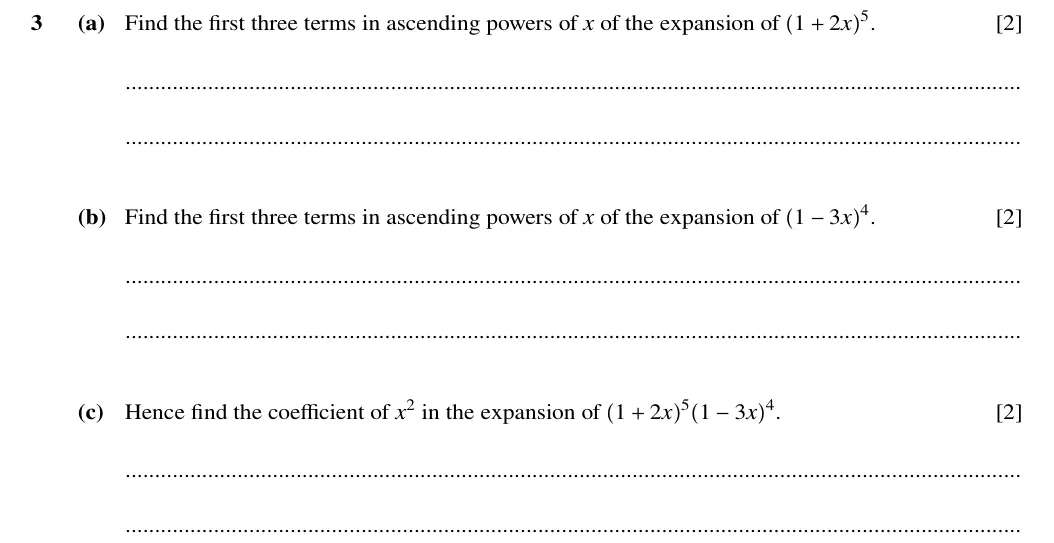 3 (a) Find the first three terms in ascending powers of x of the expansion of (1 + 2x)⁵. [2]
........................................................................................................................................................
........................................................................................................................................................
(b) Find the first three terms in ascending powers of x of the expansion of (1 – 3x)⁴. [2]
........................................................................................................................................................
........................................................................................................................................................
(c) Hence find the coefficient of x² in the expansion of (1 + 2x)⁵(1 – 3x)⁴. [2]
........................................................................................................................................................
........................................................................................................................................................